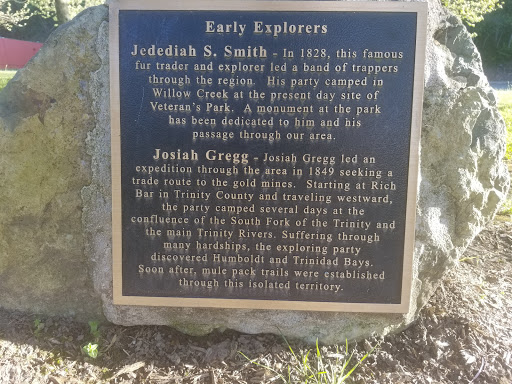 Early Explorers
Jedediah S. Smith - In 1828, this famous
fur trader and explorer led a band of trappers
through the region. His party camped in
Willow Creek at the present day site of
Veteran's Park. A monument at the park
has been dedicated to him and his
passage through our area.
Josiah Gregg - Josiah Gregg led an
expedition through the area in 1849 seeking a
trade route to the gold mines. Starting at Rich
Bar in Trinity County and traveling westward,
the party camped several days at the
confluence of the South Fork of the Trinity and
the main Trinity Rivers. Suffering through
many hardships, the exploring party
discovered Humboldt and Trinidad Bays.
Soon after, mule pack trails were established
through this isolated territory.